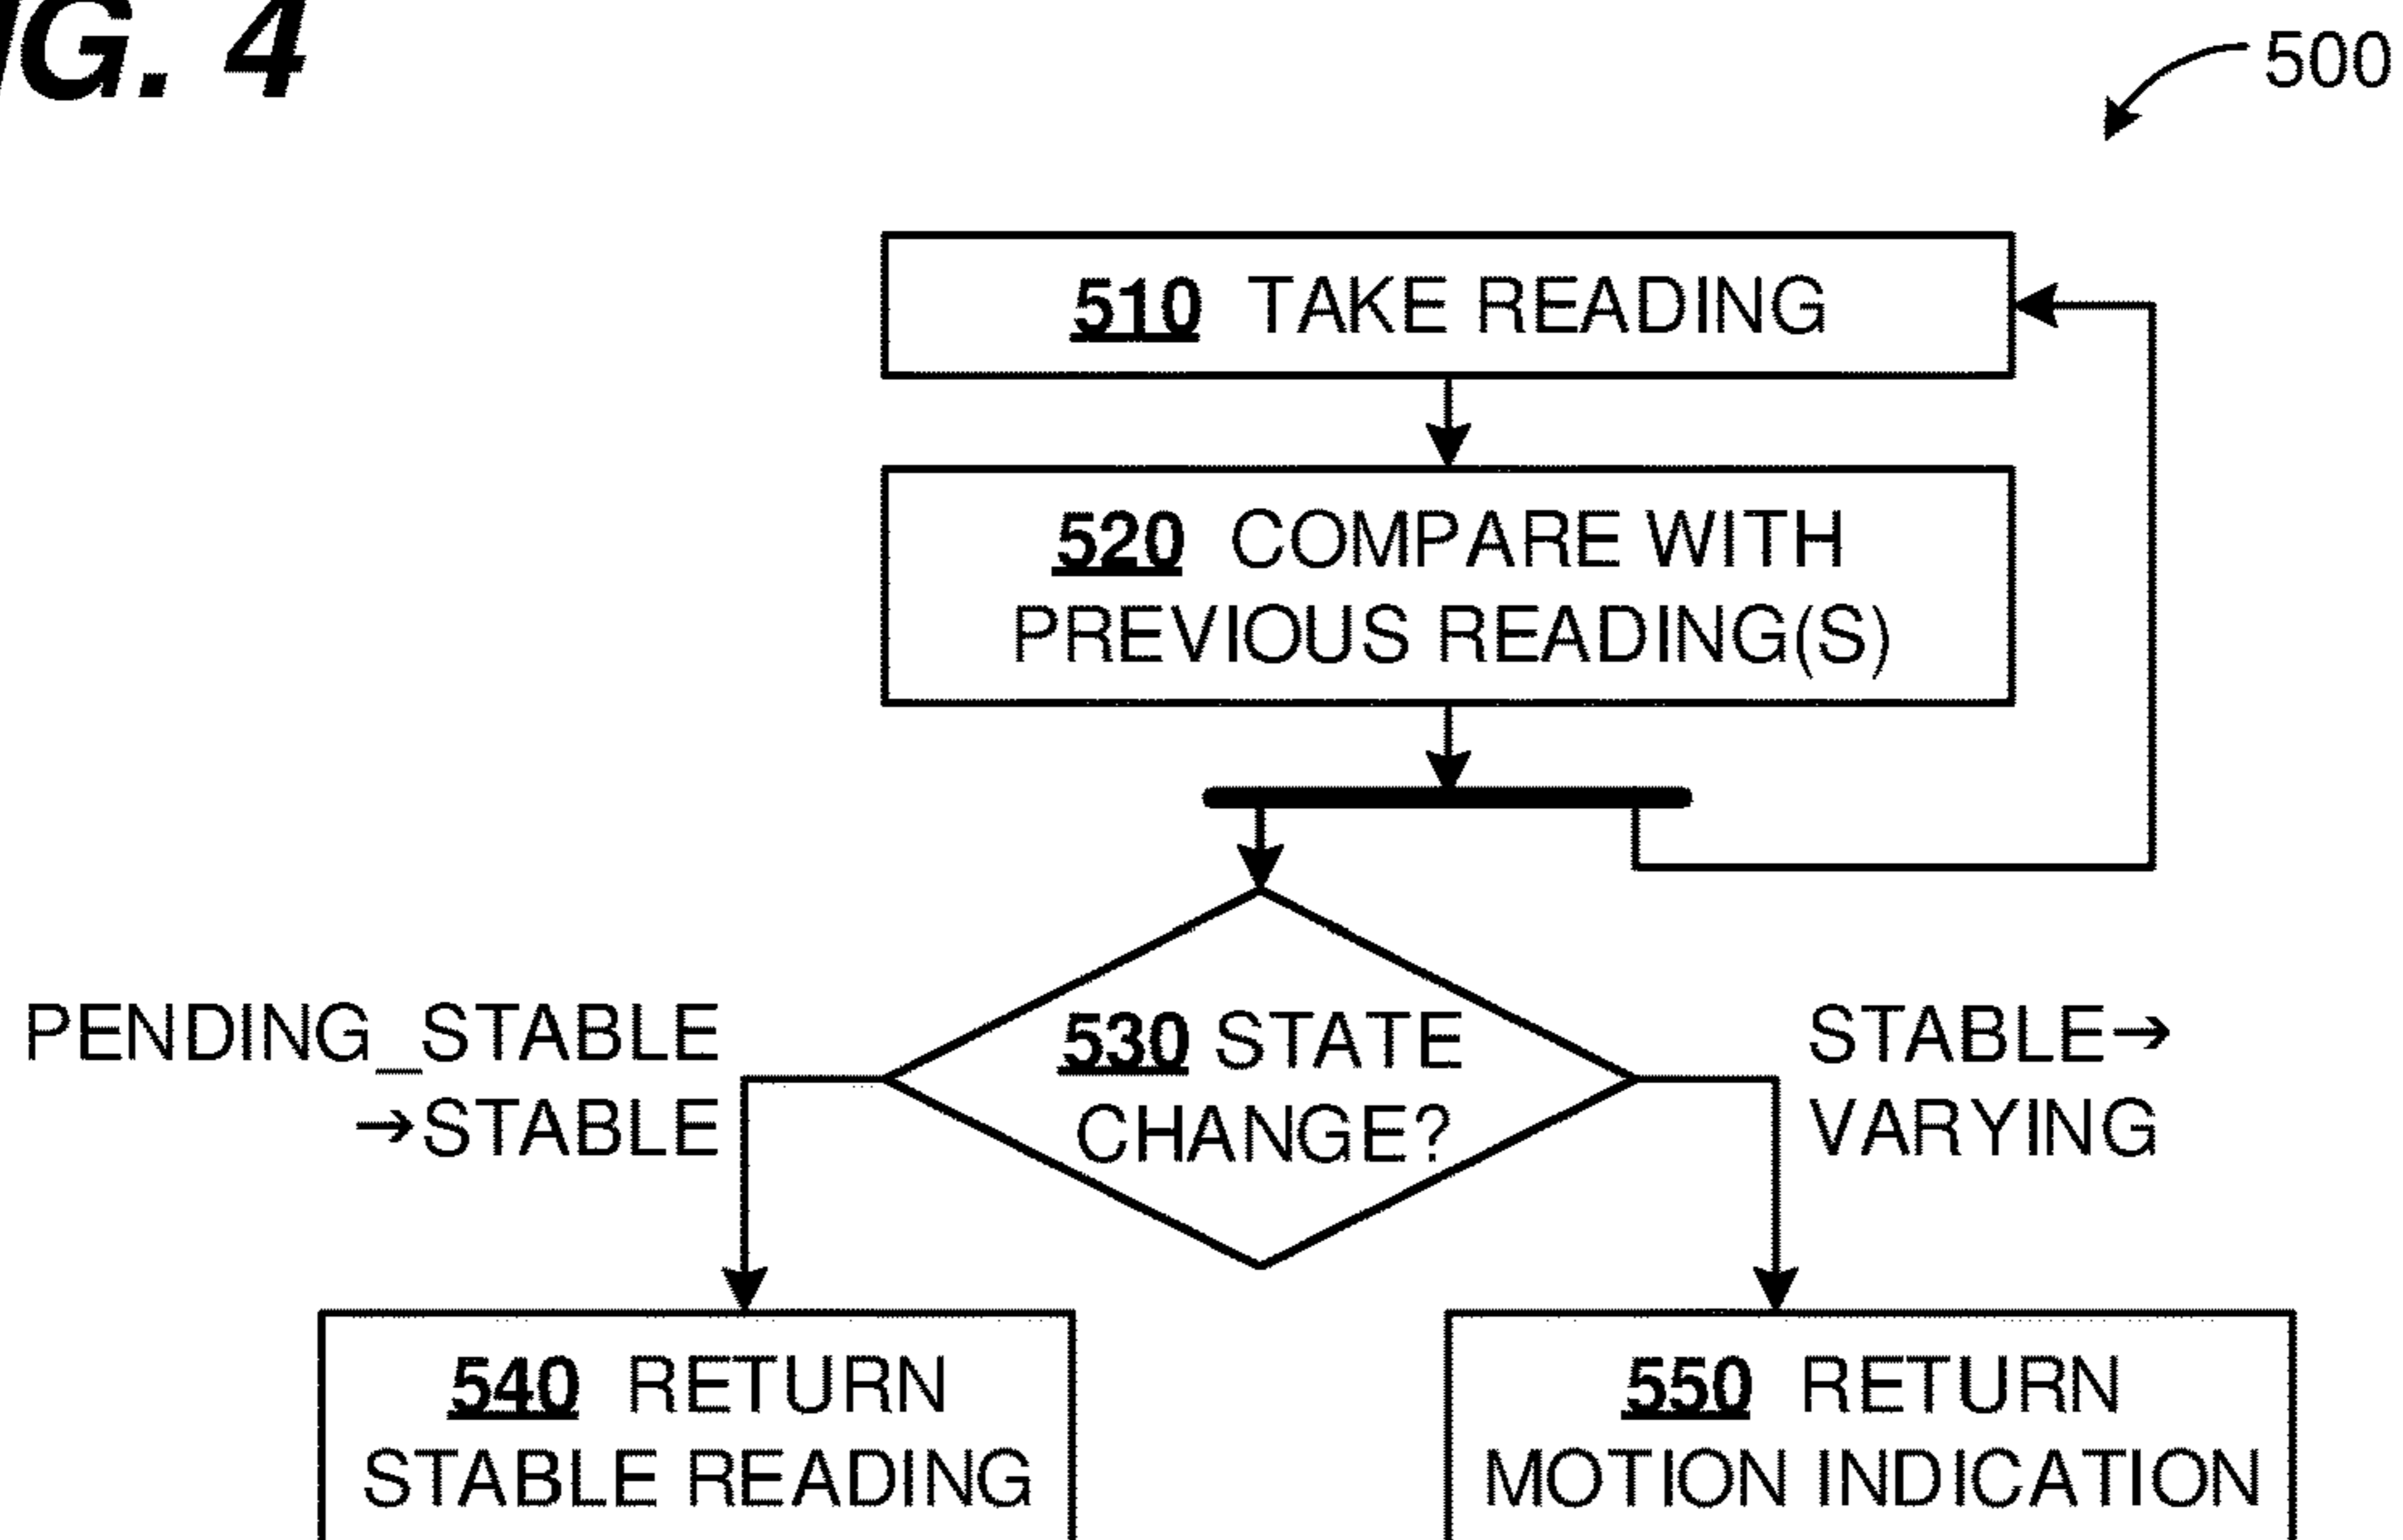 G. 4
500
510 TAKE READING
520 COMPARE WITH
PREVIOUS READING(S)
PENDING_STABLE
→STABLE
530 STATE
CHANGE?
STABLE→
VARYING
540 RETURN
STABLE READING
550 RETURN
MOTION INDICATION